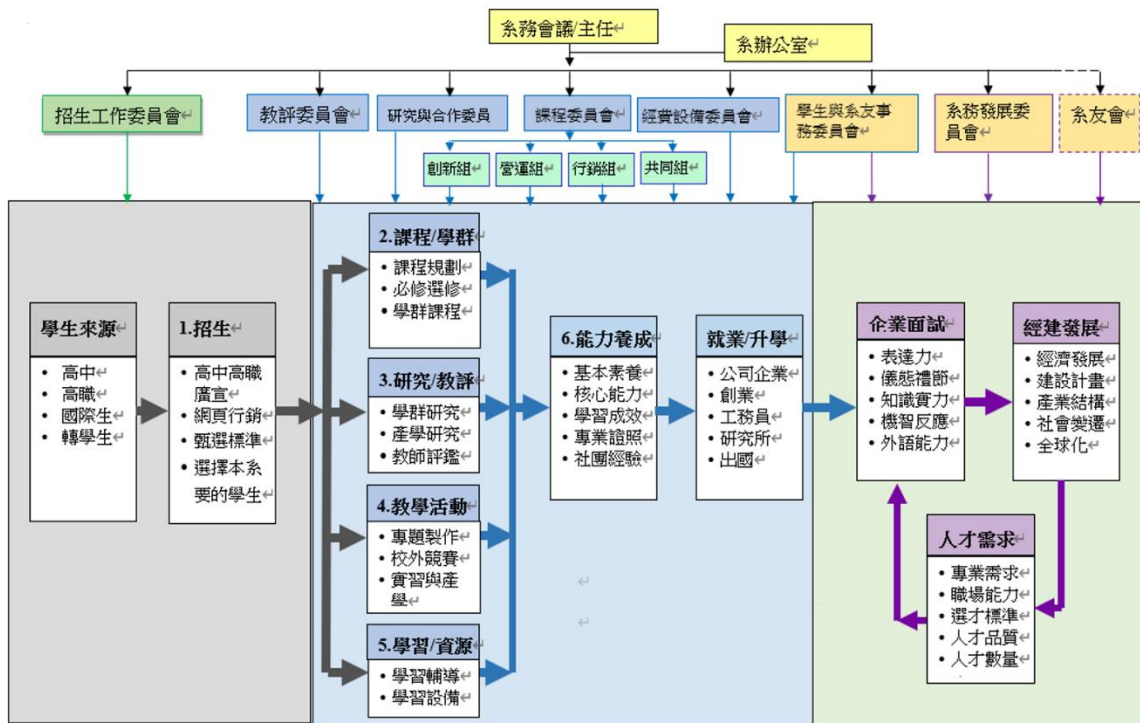 系務會議/主任
系辦公室
招生工作委員會
教評委員會
研究與合作委員
課程委員會
經費設備委員會
學生與系友事
務委員會
系務發展委
員會
系友會
創新組
營運組
行銷組
共同組
學生來源
• 高中
• 高職
• 國際生
• 轉學生
1.招生
• 高中高職
廣宣
• 網頁行銷
• 甄選標準
• 選擇本系
要的學生
2.課程/學群
• 課程規劃
• 必修選修
• 學群課程
3.研究/教評
• 學群研究
• 產學研究
• 教師評鑑
4.教學活動
• 專題製作
• 校外競賽
• 實習與產
學
5.學習/資源
• 學習輔導
• 學習設備
6.能力養成
• 基本素養
• 核心能力
• 學習成效
• 專業證照
• 社團經驗
就業/升學
• 公司企業
• 創業
• 工務員
• 研究所
• 出國
企業面試
• 表達力
• 儀態禮節
• 知識實力
• 機智反應
• 外語能力
經建發展
• 經濟發展
• 建設計畫
• 產業結構
• 社會變遷
• 全球化
人才需求
• 專業需求
• 職場能力
• 選才標準
• 人才品質
• 人才數量